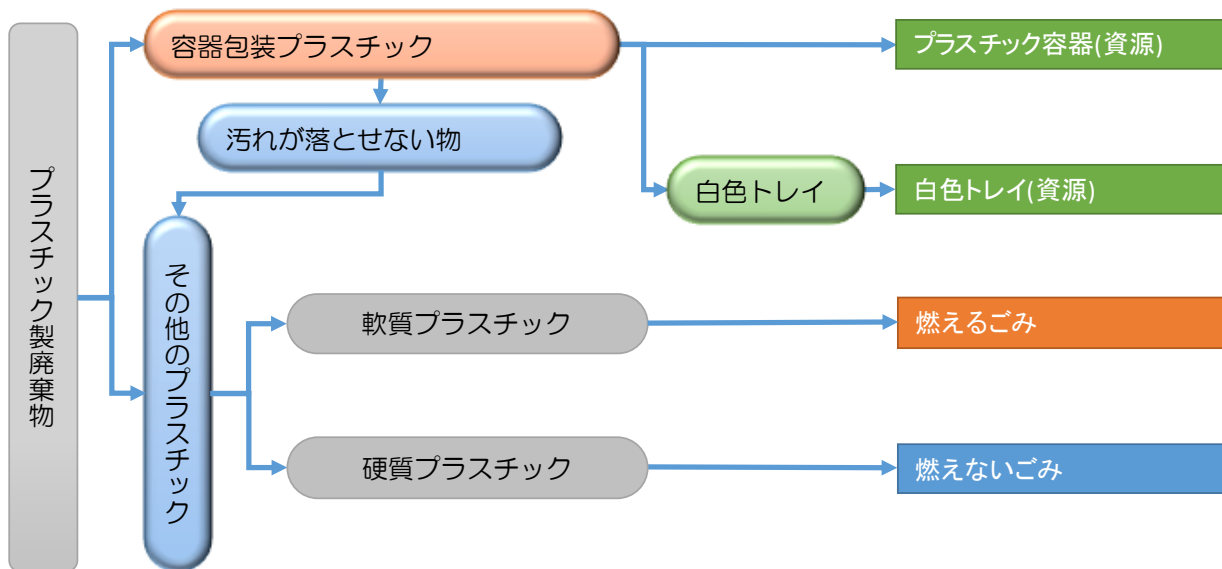 プラスチック製廃棄物
容器包装プラスチック
プラスチック容器(資源)
汚れが落とせない物
白色トレイ
白色トレイ(資源)
その他のプラスチック
軟質プラスチック
燃えるごみ
硬質プラスチック
燃えないごみ